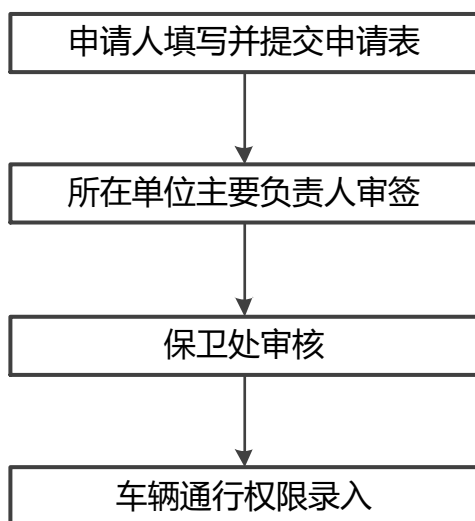 申请人填写并提交申请表
所在单位主要负责人审签
保卫处审核
车辆通行权限录入